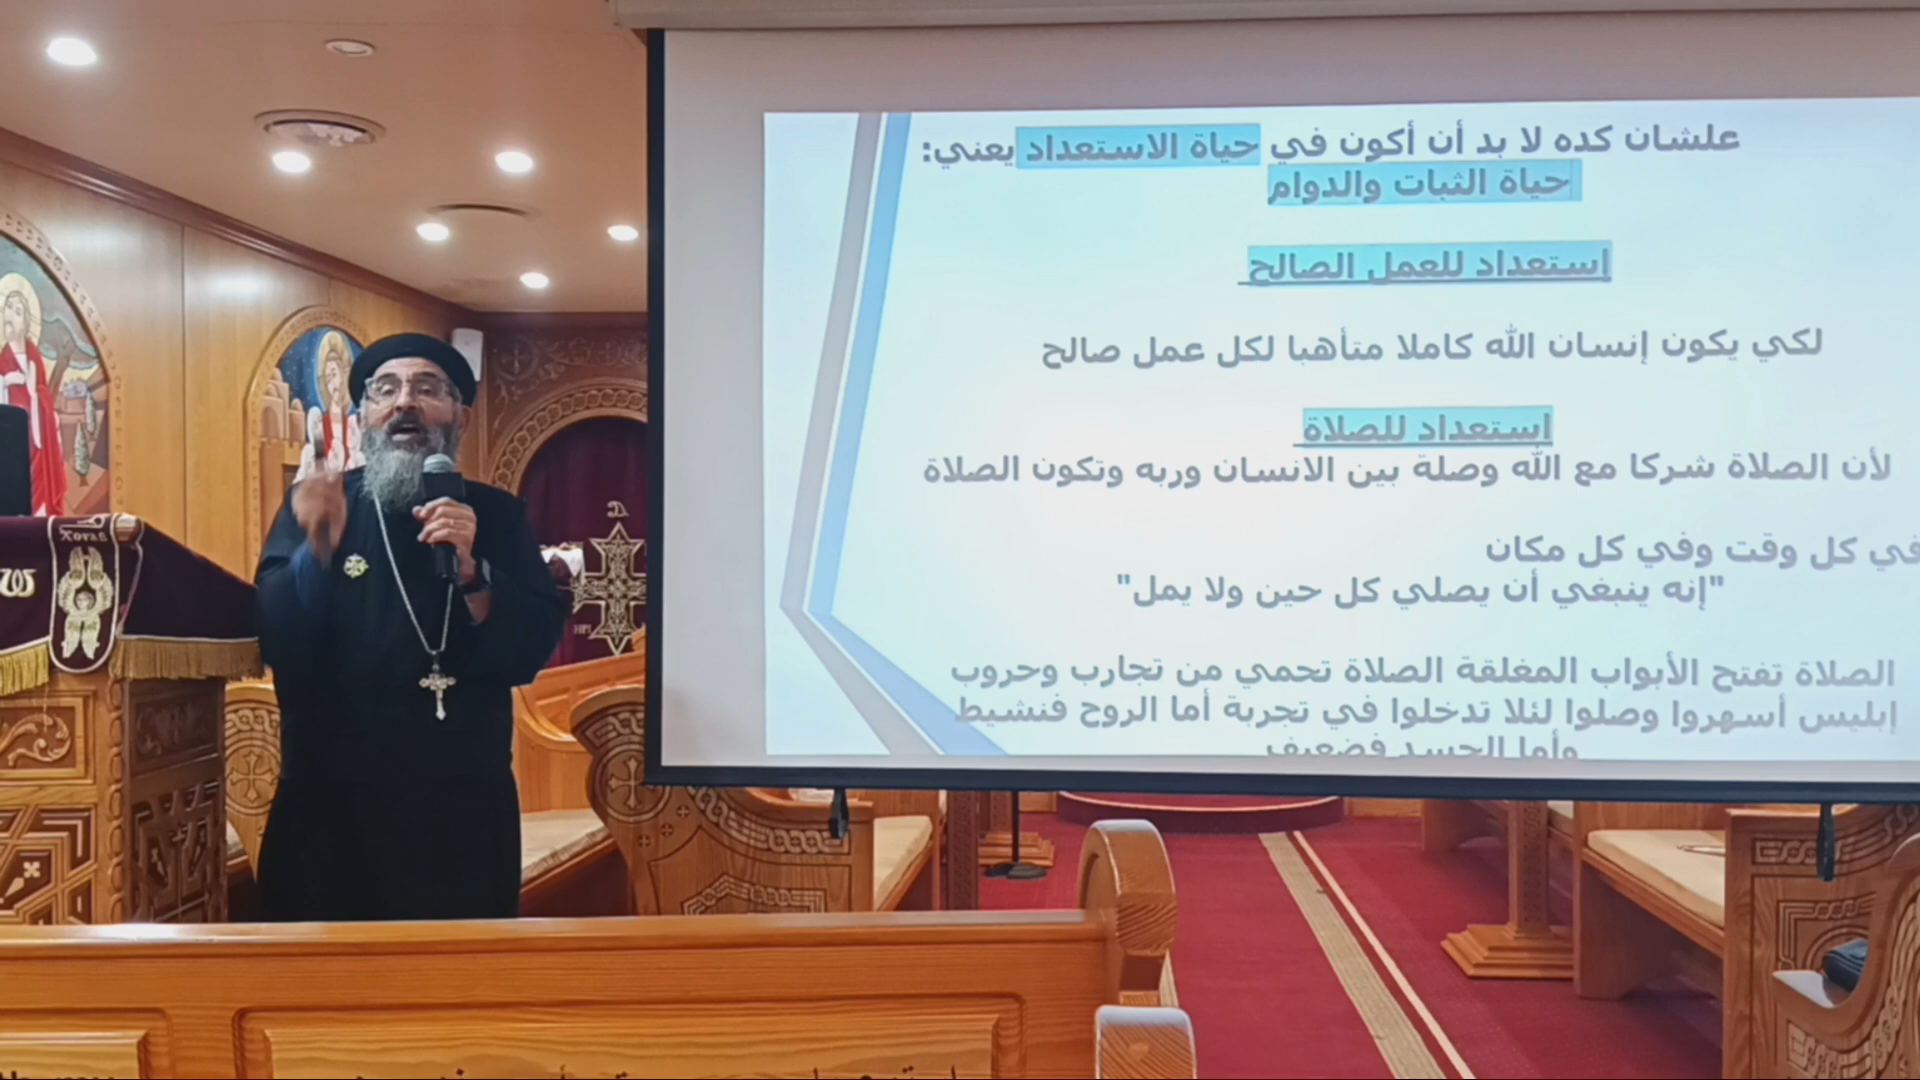 علشان كده لا بد أن أكون في حياة الاستعداد يعني:
حياة الثبات والدوام
إستعداد للعمل الصالح
لكي يكون إنسان الله كاملا متأهبا لكل عمل صالح
إستعداد للصلاة
لأن الصلاة شركا مع الله وصلة بين الانسان وربه وتكون الصلاة
في كل وقت وفي كل مكان
"إنه ينبغي أن يصلي كل حين ولا يمل"
الصلاة تفتح الأبواب المغلقة الصلاة تحمي من تجارب وحروب
إبليس أسهروا وصلوا لئلا تدخلوا في تجربة أما الروح فنشيط
وأما الجسد فضعيف